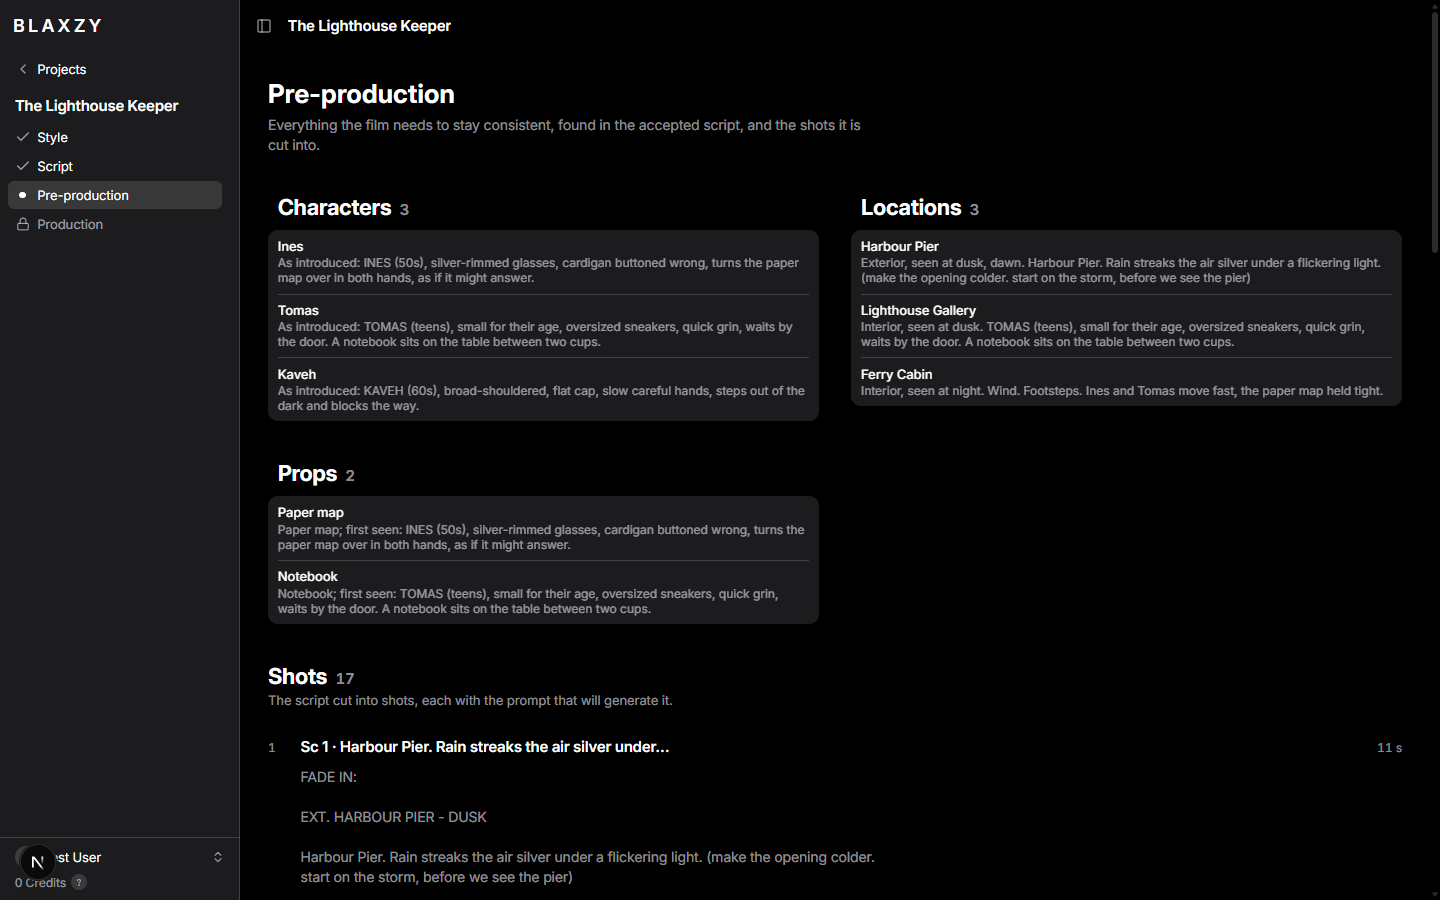 BLAXZY
Projects
The Lighthouse Keeper
Style
Script
Pre-production
Production
The Lighthouse Keeper
Pre-production
Everything the film needs to stay consistent, found in the accepted script, and the shots it is
cut into.
Characters 3
Ines
As introduced: INES (50s), silver-rimmed glasses, cardigan buttoned wrong, turns the paper
map over in both hands, as if it might answer.
Tomas
As introduced: TOMAS (teens), small for their age, oversized sneakers, quick grin, waits by
the door. A notebook sits on the table between two cups.
Kaveh
As introduced: KAVEH (60s), broad-shouldered, flat cap, slow careful hands, steps out of the
dark and blocks the way.
Locations 3
Harbour Pier
Exterior, seen at dusk, dawn. Harbour Pier. Rain streaks the air silver under a flickering light.
(make the opening colder. start on the storm, before we see the pier)
Lighthouse Gallery
Interior, seen at dusk. TOMAS (teens), small for their age, oversized sneakers, quick grin,
waits by the door. A notebook sits on the table between two cups.
Ferry Cabin
Interior, seen at night. Wind. Footsteps. Ines and Tomas move fast, the paper map held tight.
Props 2
Paper map
Paper map; first seen: INES (50s), silver-rimmed glasses, cardigan buttoned wrong, turns the
paper map over in both hands, as if it might answer.
Notebook
Notebook; first seen: TOMAS (teens), small for their age, oversized sneakers, quick grin,
waits by the door. A notebook sits on the table between two cups.
Shots 17
The script cut into shots, each with the prompt that will generate it.
1 Sc 1 · Harbour Pier. Rain streaks the air silver under... 11 s
FADE IN:
EXT. HARBOUR PIER - DUSK
Harbour Pier. Rain streaks the air silver under a flickering light. (make the opening colder.
start on the storm, before we see the pier)
N
User
0 Credits ?